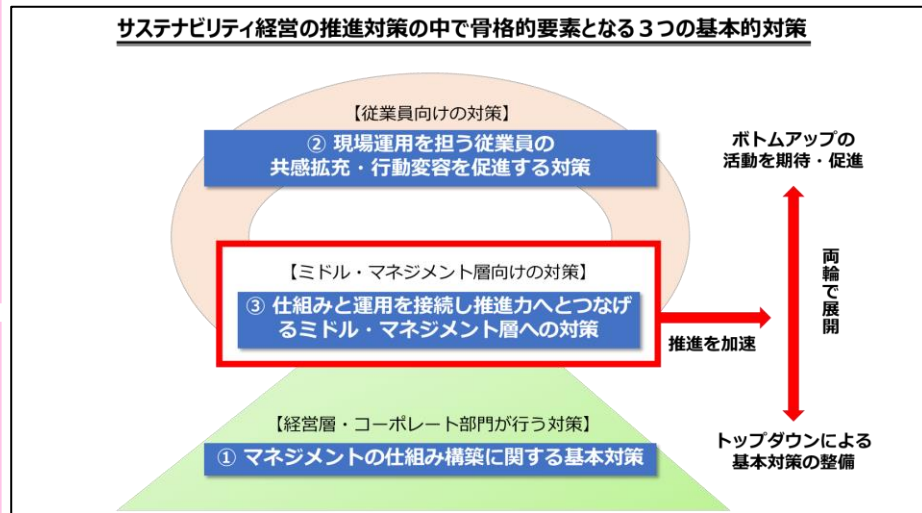 サステナビリティ経営の推進対策の中で骨格的要素となる３つの基本的対策
【従業員向けの対策】
② 現場運用を担う従業員の
共感拡充・行動変容を促進する対策
ボトムアップの
活動を期待・促進
【ミドル・マネジメント層向けの対策】
③ 仕組みと運用を接続し推進力へとつなげ
るミドル・マネジメント層への対策
推進を加速
両輪で展開
【経営層・コーポレート部門が行う対策】
① マネジメントの仕組み構築に関する基本対策
トップダウンによる
基本対策の整備